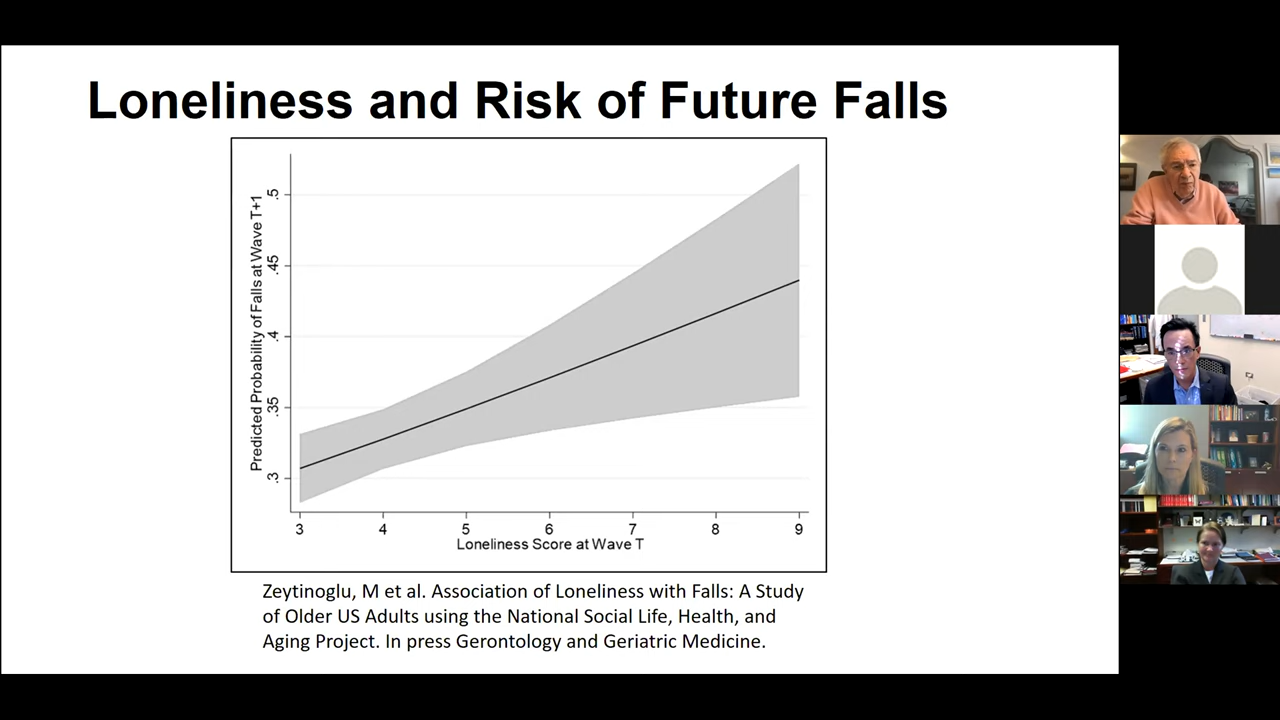 Loneliness and Risk of Future Falls
Predicted Probability of Falls at Wave T+1
.5
.45
.4
.35
.3
3 4 5 6 7 8 9
Loneliness Score at Wave T
Zeytinoglu, M et al. Association of Loneliness with Falls: A Study
of Older US Adults using the National Social Life, Health, and
Aging Project. In press Gerontology and Geriatric Medicine.